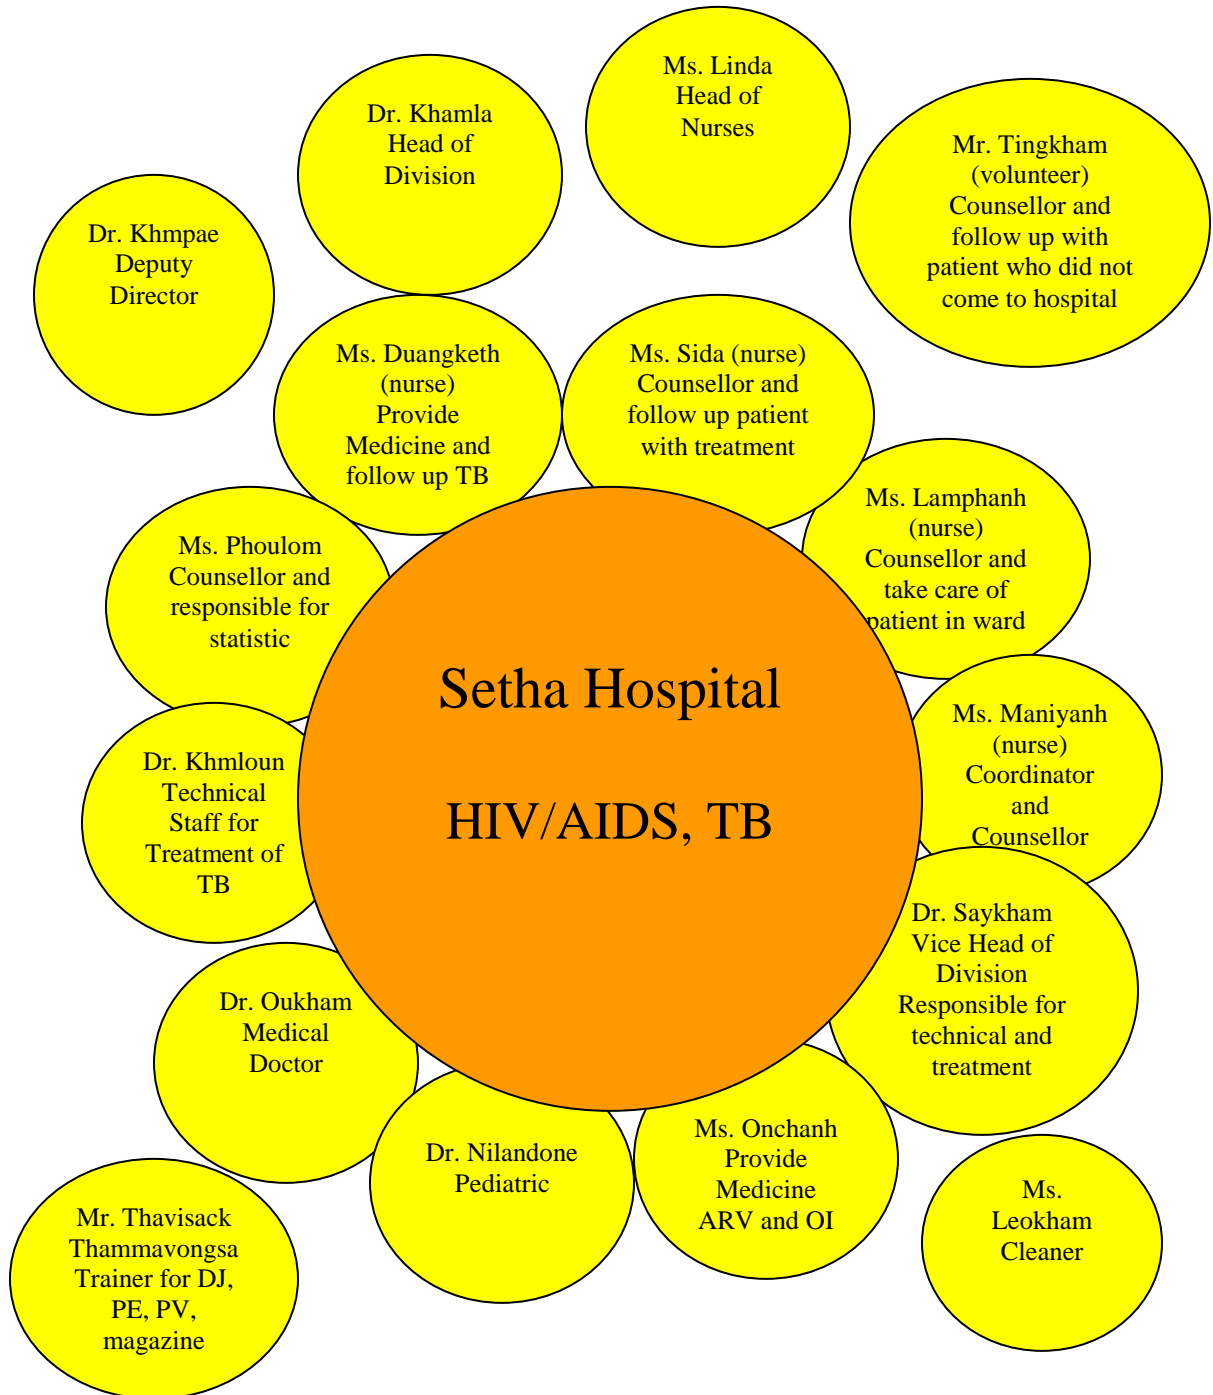 Ms. Linda
Head of
Nurses
Dr. Khamla
Head of
Division
Mr. Tingkham
(volunteer)
Counsellor and
follow up with
patient who did not
come to hospital
Dr. Khmpae
Deputy
Director
Ms. Duangketh
(nurse)
Provide
Medicine and
follow up TB
Ms. Sida (nurse)
Counsellor and
follow up patient
with treatment
Ms. Lamphanh
(nurse)
Counsellor and
take care of
patient in ward
Ms. Phoulom
Counsellor and
responsible for
statistic
Setha Hospital
HIV/AIDS, TB
Ms. Maniyanh
(nurse)
Coordinator
and
Counsellor
Dr. Khmloun
Technical
Staff for
Treatment of
TB
Dr. Saykham
Vice Head of
Division
Responsible for
technical and
treatment
Dr. Oukham
Medical
Doctor
Dr. Nilandone
Pediatric
Ms. Onchanh
Provide
Medicine
ARV and OI
Ms.
Leokham
Cleaner
Mr. Thavisack
Thammavongsa
Trainer for DJ,
PE, PV,
magazine